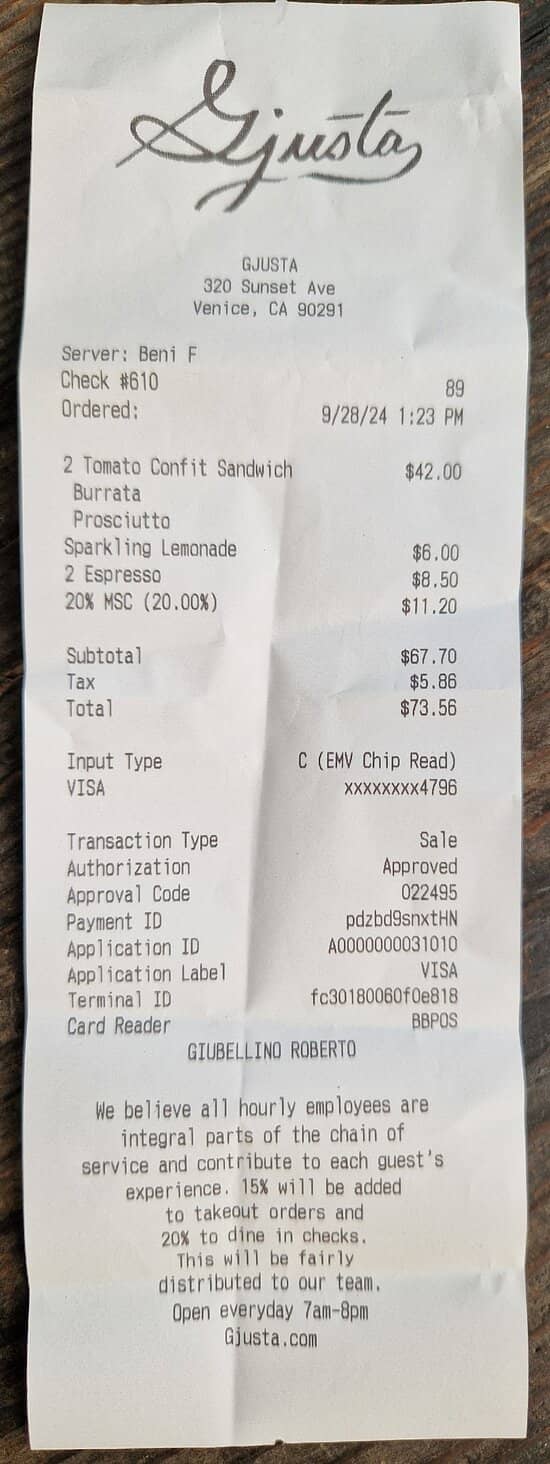 Gjusta
GJUSTA
320 Sunset Ave
Venice, CA 90291
Server: Beni F
Check #610 89
Ordered: 9/28/24 1:23 PM
2 Tomato Confit Sandwich $42.00
Burrata
Prosciutto
Sparkling Lemonade $6.00
2 Espresso $8.50
20% MSC (20.00%) $11.20
Subtotal $67.70
Tax $5.86
Total $73.56
Input Type C (EMV Chip Read)
VISA xxxxxxxx4796
Transaction Type Sale
Authorization Approved
Approval Code 022495
Payment ID pdzbd9snxtHN
Application ID A0000000031010
Application Label VISA
Terminal ID fc30180060f0e818
Card Reader BBPOS
GIUBELLINO ROBERTO
We believe all hourly employees are
integral parts of the chain of
service and contribute to each guest's
experience. 15% will be added
to takeout orders and
20% to dine in checks.
This will be fairly
distributed to our team.
Open everyday 7am-8pm
Gjusta.com